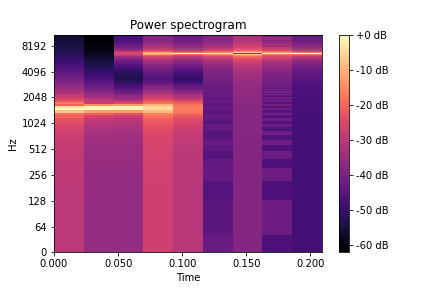 Power spectrogram
Hz
8192
4096
2048
1024
512
256
128
64
0
0.000 0.050 0.100 0.150 0.200
Time
+0 dB
-10 dB
-20 dB
-30 dB
-40 dB
-50 dB
-60 dB